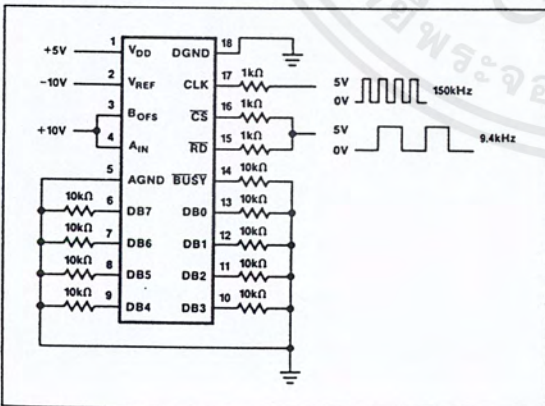 1
+5V
VDD
DGND
18
2
−10V
VREF
CLK
17
1kΩ
5V
0V
150kHz
3
BOFS
CS
16
1kΩ
+10V
4
AIN
RD
15
1kΩ
5V
0V
9.4kHz
5
AGND
BUSY
14
10kΩ
10kΩ
6
DB7
DB0
13
10kΩ
10kΩ
7
DB6
DB1
12
10kΩ
10kΩ
8
DB5
DB2
11
10kΩ
10kΩ
9
DB4
DB3
10
10kΩ